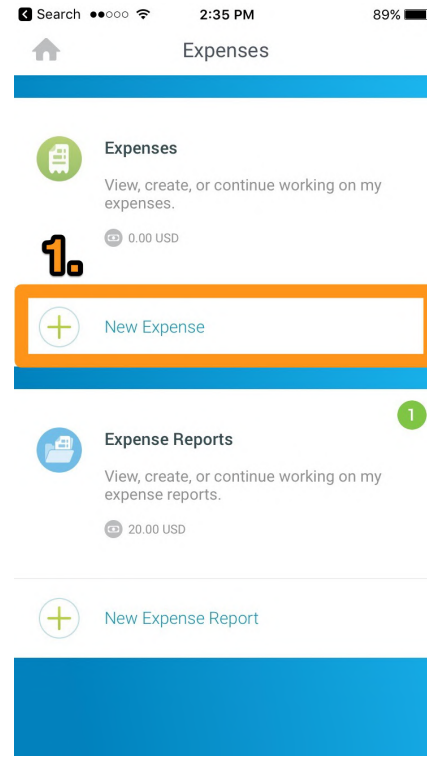 Search 2:35 PM 89%
Expenses
Expenses
View, create, or continue working on my
expenses.
0.00 USD
1.
New Expense
1
Expense Reports
View, create, or continue working on my
expense reports.
20.00 USD
New Expense Report